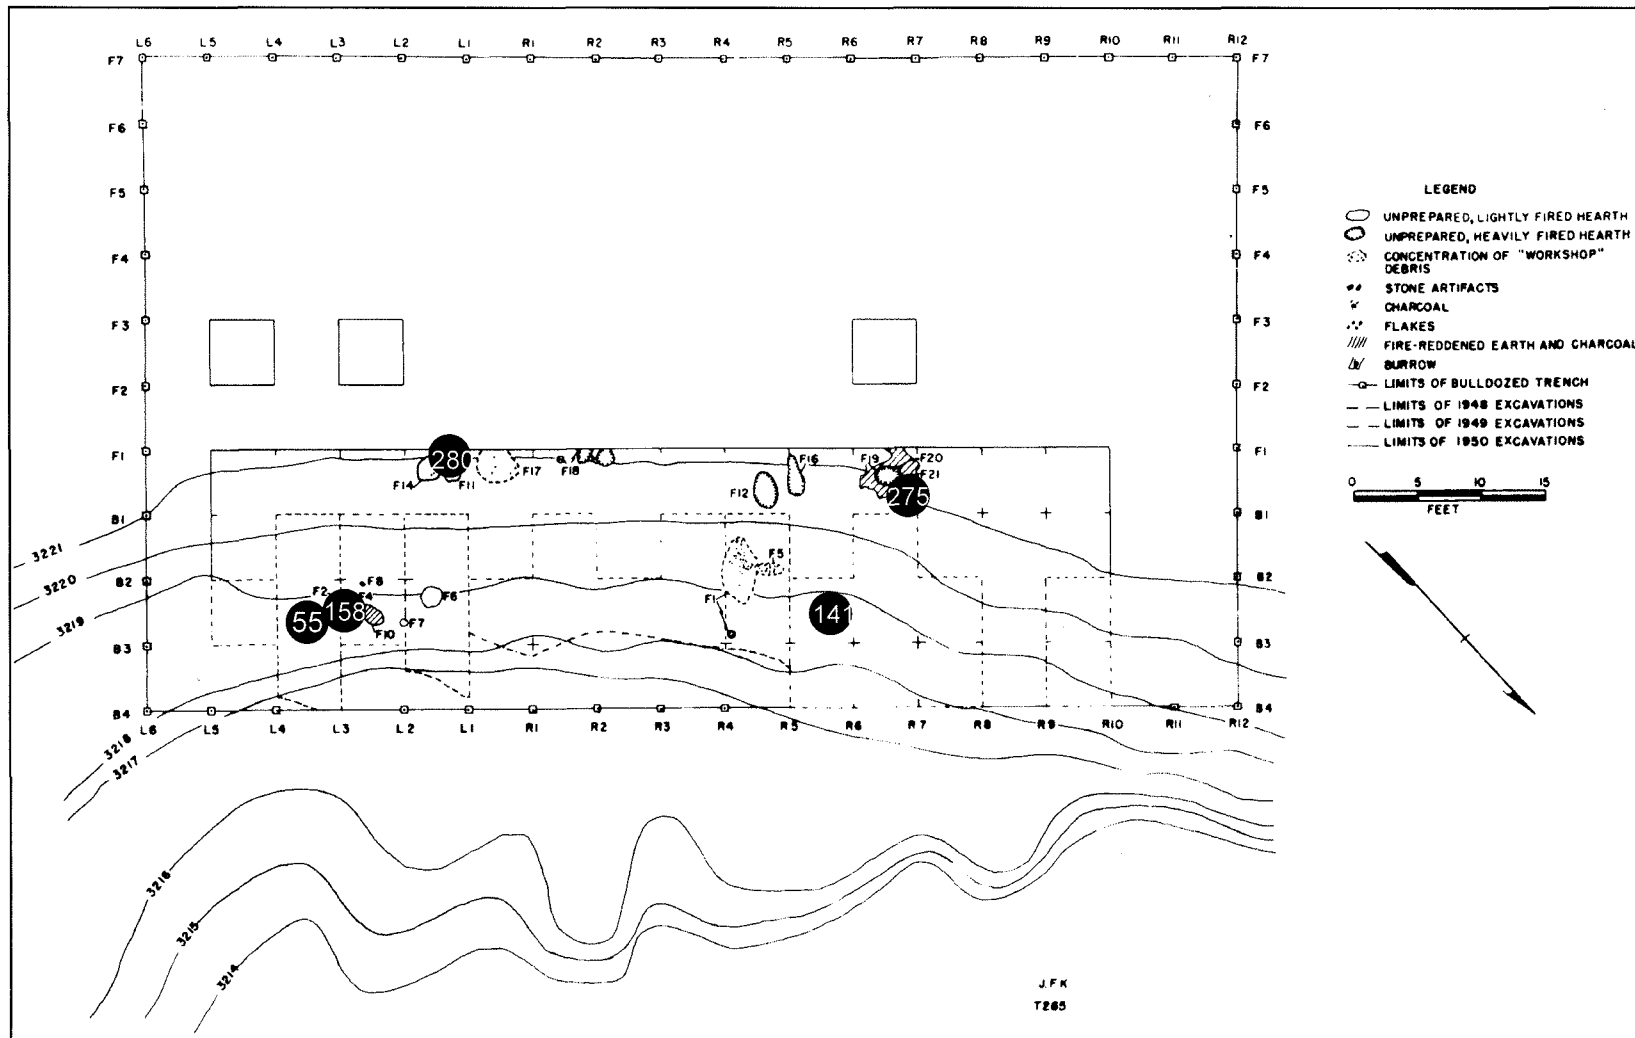 L6 L5 L4 L3 L2 L1 R1 R2 R3 R4 R5 R6 R7 R8 R9 R10 R11 R12
F7 F7
F6 F6
F5 F5
F4 F4
F3 F3
F2 F2
F1 F1
B1 B1
B2 B2
B3 B3
B4 B4
LEGEND
UNPREPARED, LIGHTLY FIRED HEARTH
UNPREPARED, HEAVILY FIRED HEARTH
CONCENTRATION OF "WORKSHOP"
DEBRIS
STONE ARTIFACTS
CHARCOAL
FLAKES
FIRE-REDDENED EARTH AND CHARCOAL
BURROW
LIMITS OF BULLDOZED TRENCH
LIMITS OF 1948 EXCAVATIONS
LIMITS OF 1949 EXCAVATIONS
LIMITS OF 1950 EXCAVATIONS
0 5 10 15
FEET
280
F14 F11 F17 F18 F16 F12 F19 F20 F21
275
F8 F2 F4 F6 F7 F10 F5 F1
55 158 141
3221
3220
3219
L6 L5 L4 L3 L2 L1 R1 R2 R3 R4 R5 R6 R7 R8 R9 R10 R11 R12
3218
3217
3216
3215
3214
J.F.K
T265